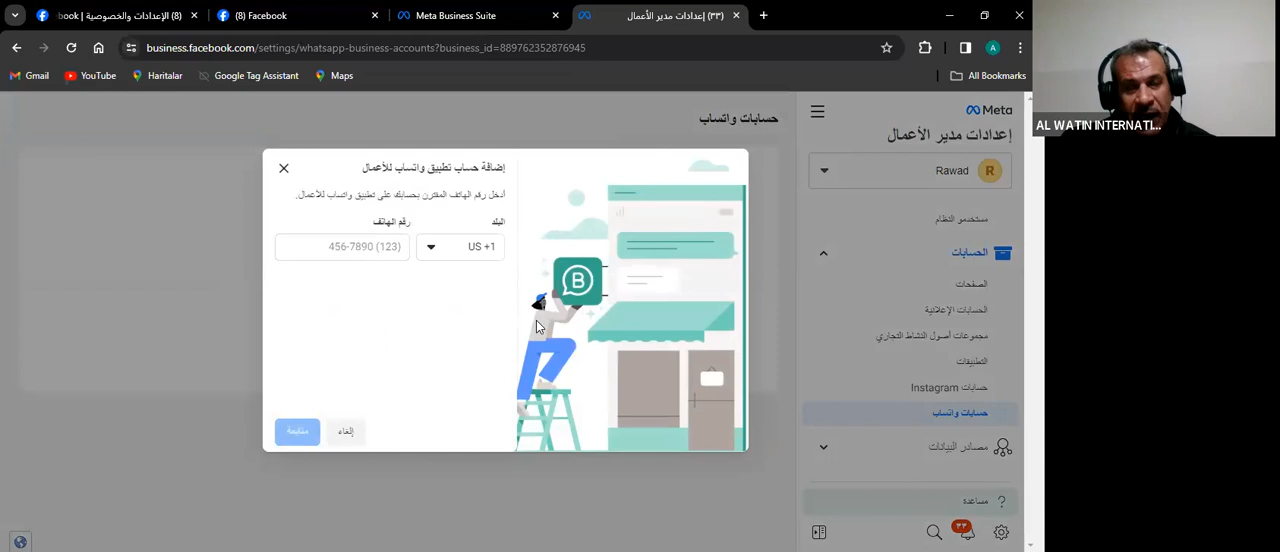 (8) الإعدادات والخصوصية | book
(8) Facebook
Meta Business Suite
(٣٣) إعدادات مدير الأعمال
business.facebook.com/settings/whatsapp-business-accounts?business_id=889762352876945
A
Gmail
YouTube
Haritalar
Google Tag Assistant
Maps
All Bookmarks
AL WATIN INTERNATI...
Meta
إعدادات مدير الأعمال
Rawad
R
مستخدمو النظام
الحسابات
الصفحات
الحسابات الإعلانية
مجموعات أصول النشاط التجاري
التطبيقات
حسابات Instagram
حسابات واتساب
مصادر البيانات
مساعدة
?
٣٣
حسابات واتساب
إضافة حساب تطبيق واتساب للأعمال
أدخل رقم الهاتف المقترن بحسابك على تطبيق واتساب للأعمال.
البلد
رقم الهاتف
US +1
(123) 456-7890
B
متابعة
إلغاء